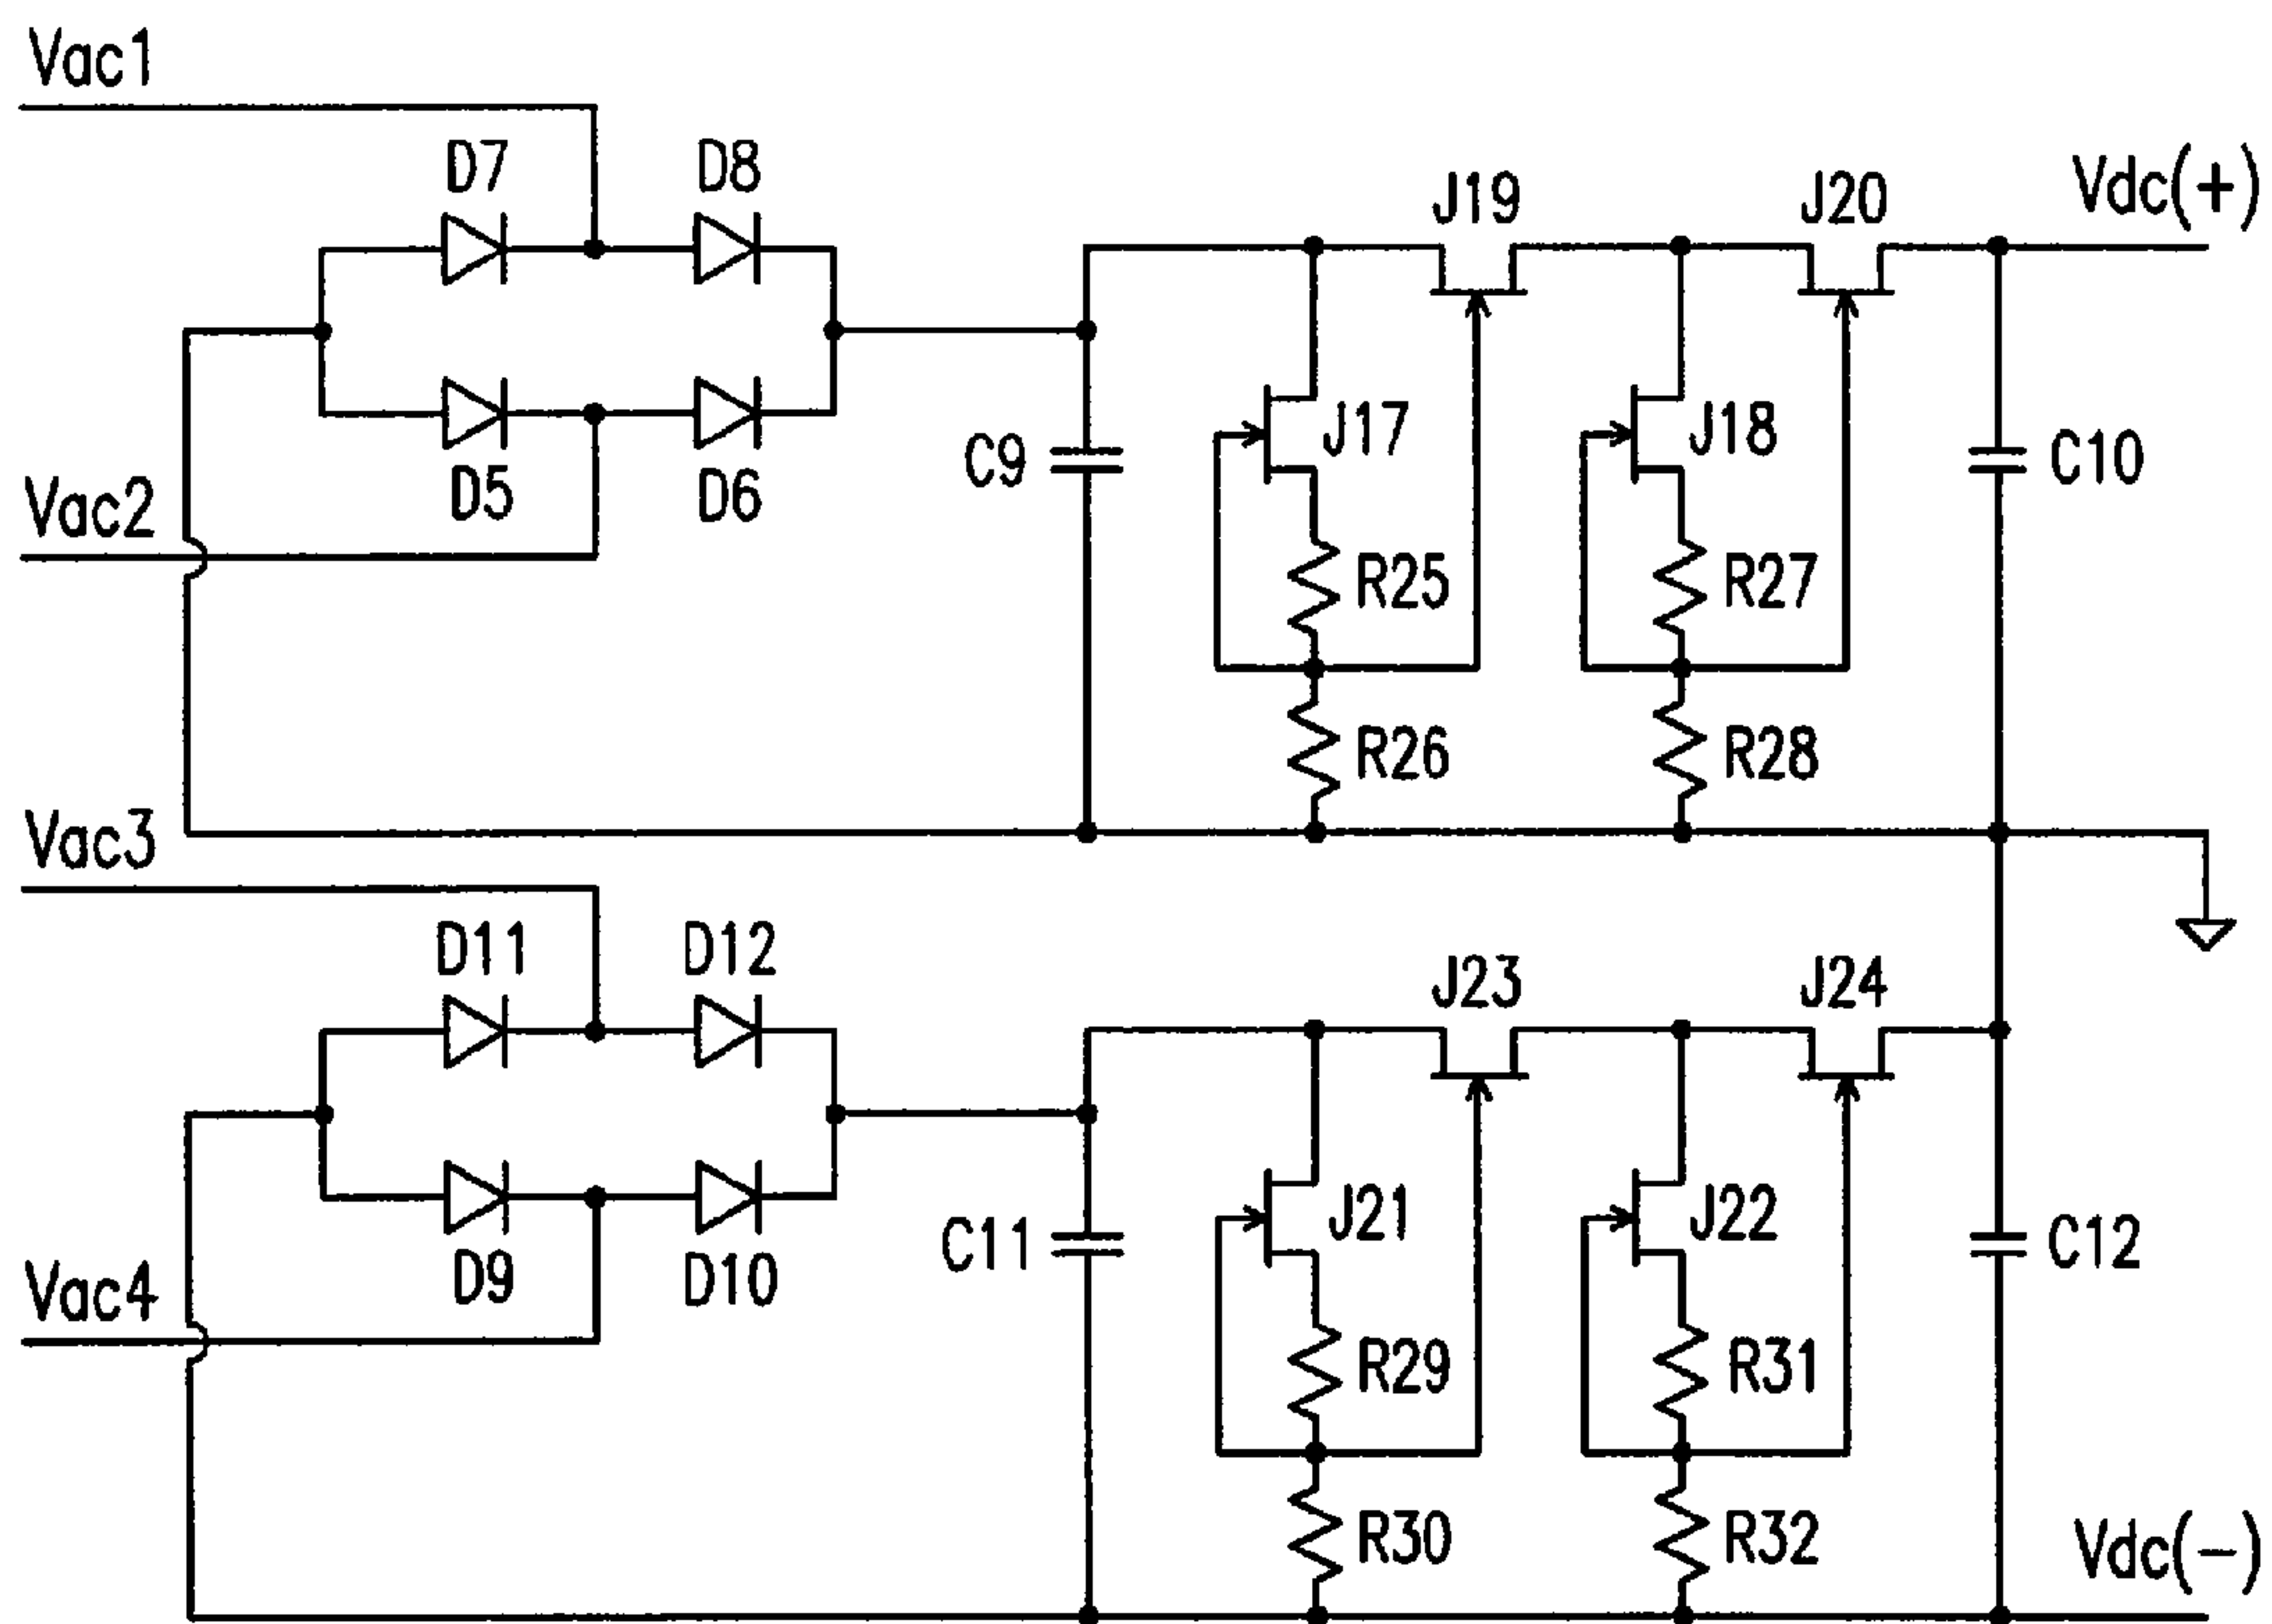 Vac1
D7
D8
J19
J20
Vdc(+)
J17
J18
C9
C10
D5
D6
Vac2
R25
R27
R26
R28
Vac3
D11
D12
J23
J24
J21
J22
C11
C12
D9
D10
Vac4
R29
R31
R30
R32
Vdc(-)